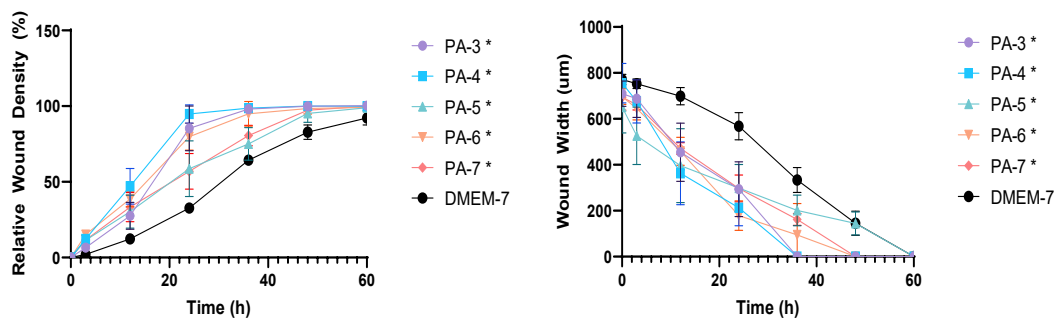 Relative Wound Density (%)
150
100
50
0
0
20
40
60
Time (h)
PA-3 *
PA-4 *
PA-5 *
PA-6 *
PA-7 *
DMEM-7
Wound Width (um)
1000
800
600
400
200
0
0
20
40
60
Time (h)
PA-3 *
PA-4 *
PA-5 *
PA-6 *
PA-7 *
DMEM-7